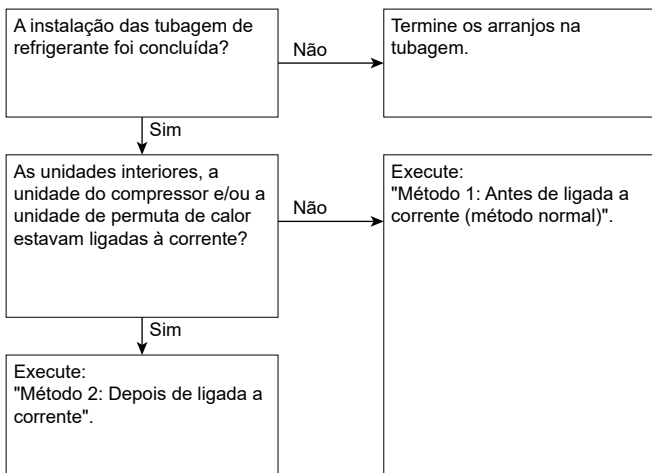 A instalação das tubagem de
refrigerante foi concluída?
Não
Termine os arranjos na
tubagem.
Sim
As unidades interiores, a
unidade do compressor e/ou a
unidade de permuta de calor
estavam ligadas à corrente?
Não
Execute:
"Método 1: Antes de ligada a
corrente (método normal)".
Sim
Execute:
"Método 2: Depois de ligada a
corrente".